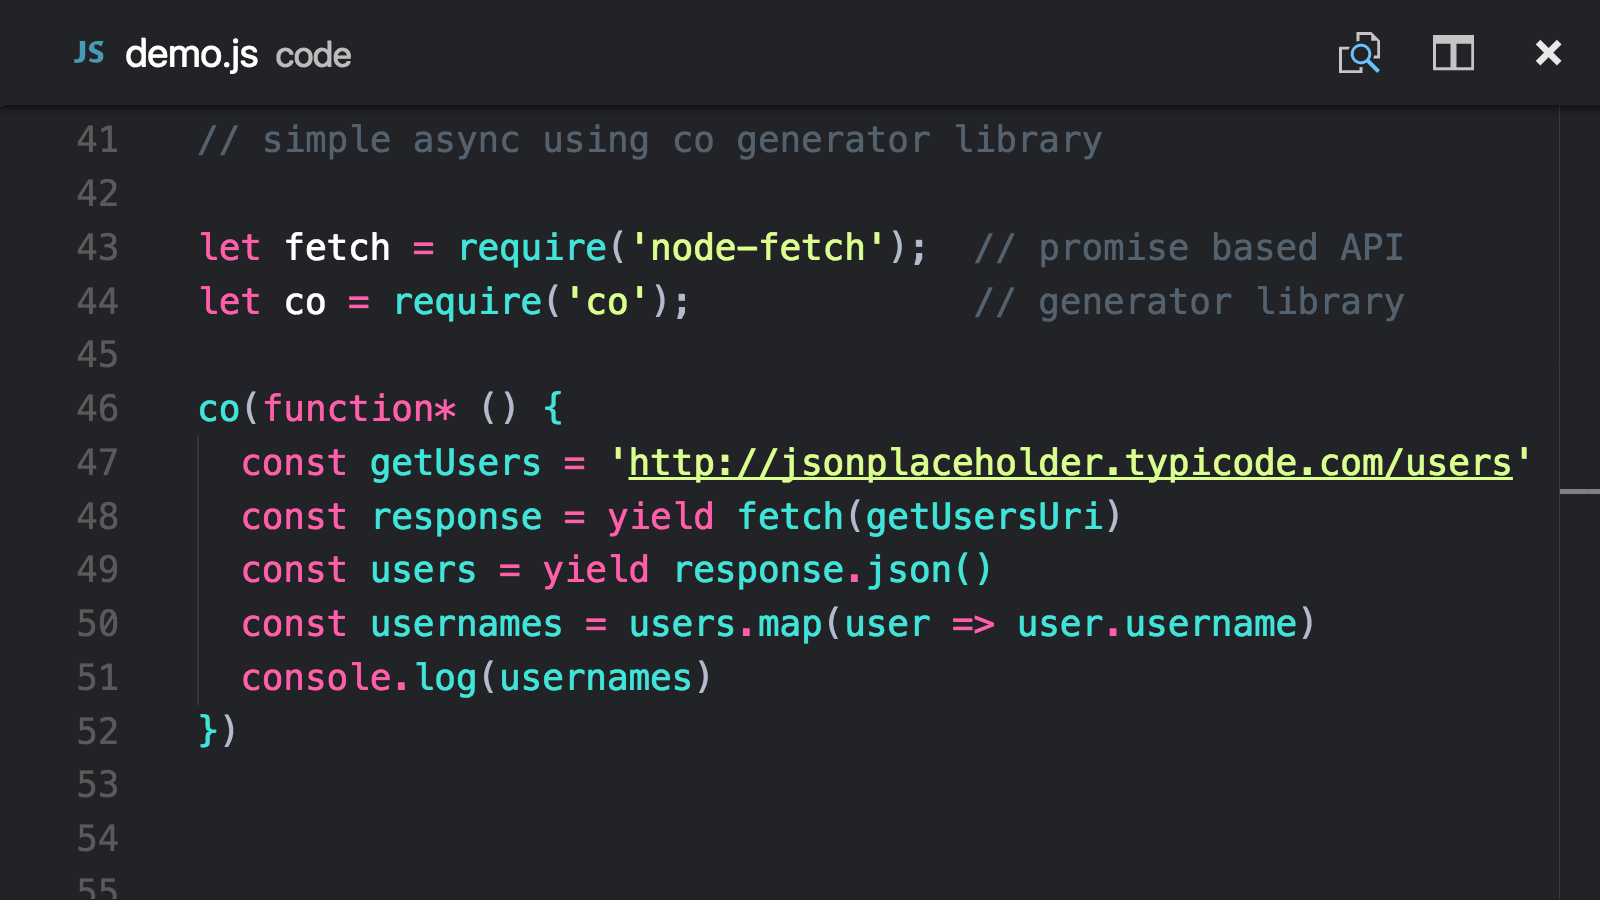 JS demo.js code
41 // simple async using co generator library
42
43 let fetch = require('node-fetch');  // promise based API
44 let co = require('co');             // generator library
45
46 co(function* () {
47   const getUsers = 'http://jsonplaceholder.typicode.com/users'
48   const response = yield fetch(getUsersUri)
49   const users = yield response.json()
50   const usernames = users.map(user => user.username)
51   console.log(usernames)
52 })
53
54
55